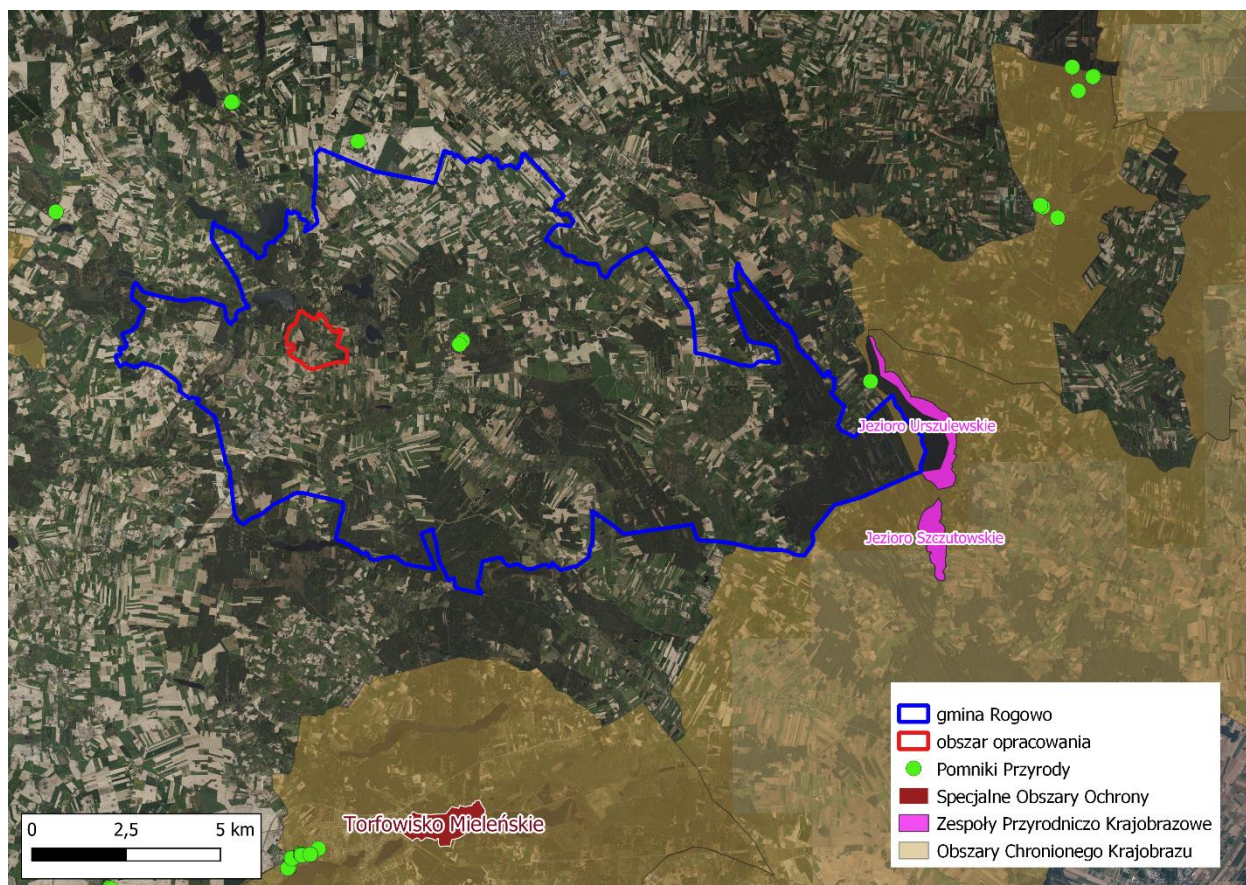 Jezioro Urszulewskie
Jezioro Szczutowskie
Torfowisko Mieleńskie
0 2,5 5 km
gmina Rogowo
obszar opracowania
Pomniki Przyrody
Specjalne Obszary Ochrony
Zespoły Przyrodniczo Krajobrazowe
Obszary Chronionego Krajobrazu